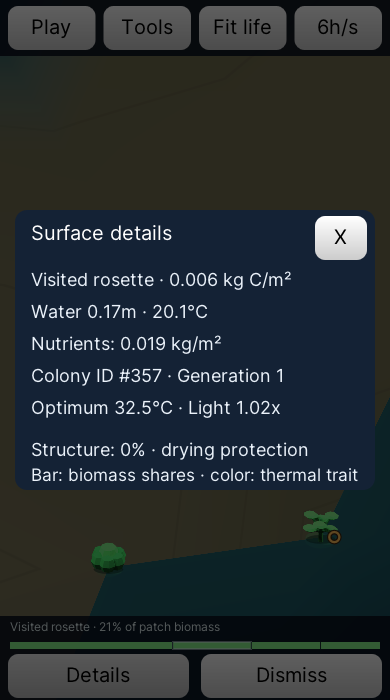 Play
Tools
Fit life
6h/s
Surface details
X
Visited rosette · 0.006 kg C/m²
Water 0.17m · 20.1°C
Nutrients: 0.019 kg/m²
Colony ID #357 · Generation 1
Optimum 32.5°C · Light 1.02x
Structure: 0% · drying protection
Bar: biomass shares · color: thermal trait
Visited rosette · 21% of patch biomass
Details
Dismiss